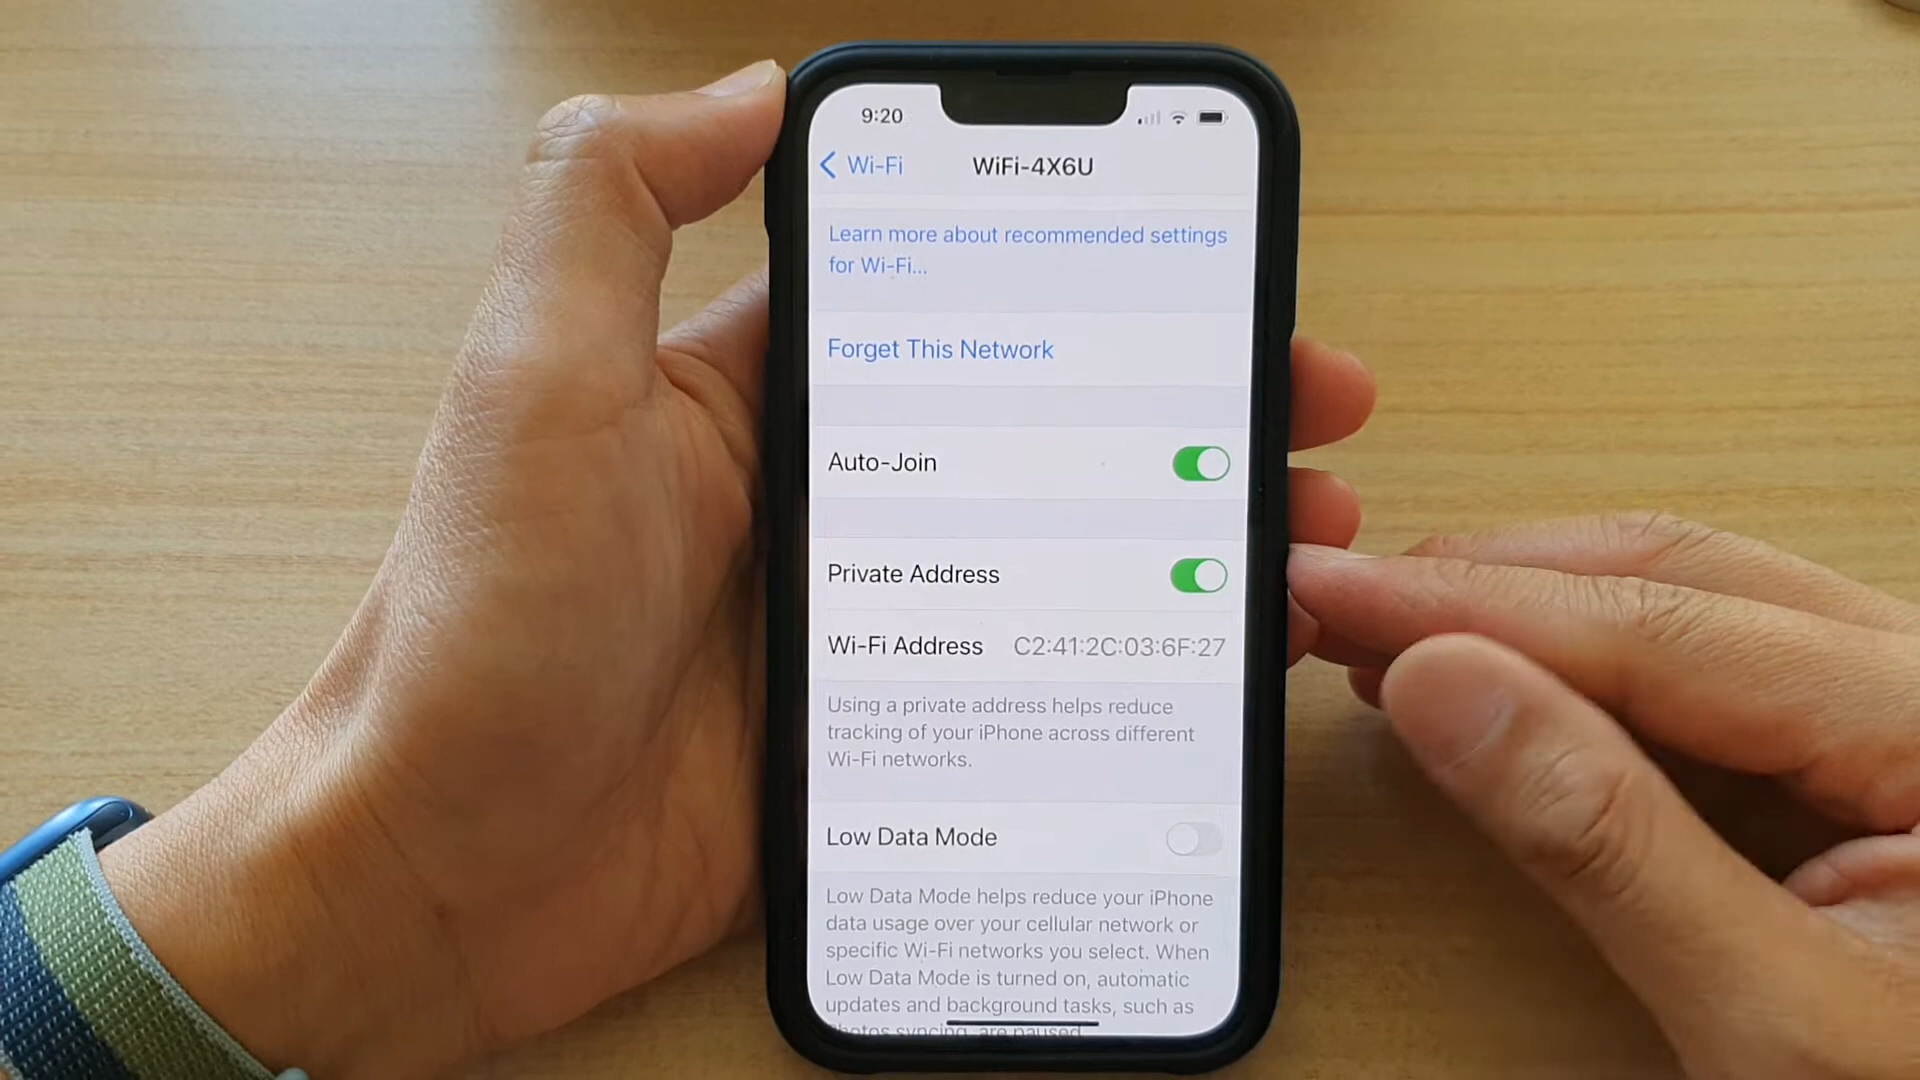 9:20
Wi-Fi
WiFi-4X6U
Learn more about recommended settings
for Wi-Fi...
Forget This Network
Auto-Join
Private Address
Wi-Fi Address C2:41:2C:03:6F:27
Using a private address helps reduce
tracking of your iPhone across different
Wi-Fi networks.
Low Data Mode
Low Data Mode helps reduce your iPhone
data usage over your cellular network or
specific Wi-Fi networks you select. When
Low Data Mode is turned on, automatic
updates and background tasks, such as
Photos syncing, are paused.